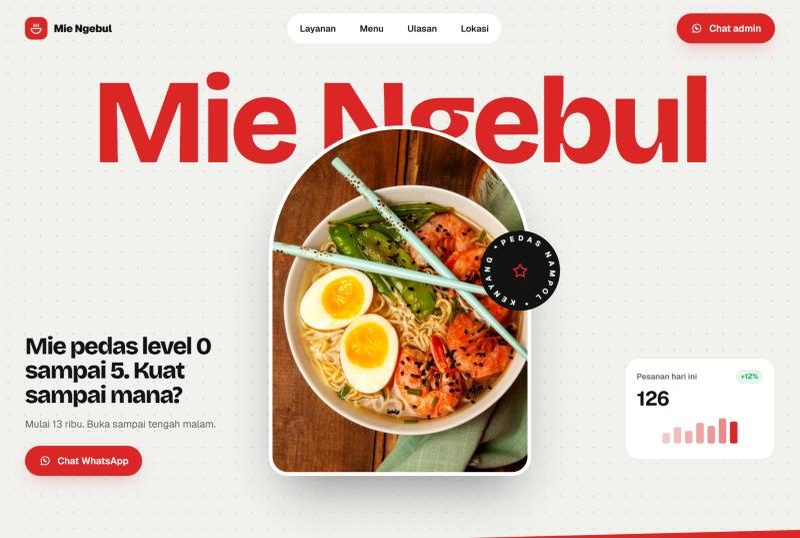 Mie Ngebul
Layanan
Menu
Ulasan
Lokasi
Chat admin
Mie Ngebul
• PEDAS NAMPOL • KENYANG
Mie pedas level 0
sampai 5. Kuat
sampai mana?
Mulai 13 ribu. Buka sampai tengah malam.
Chat WhatsApp
Pesanan hari ini
+12%
126